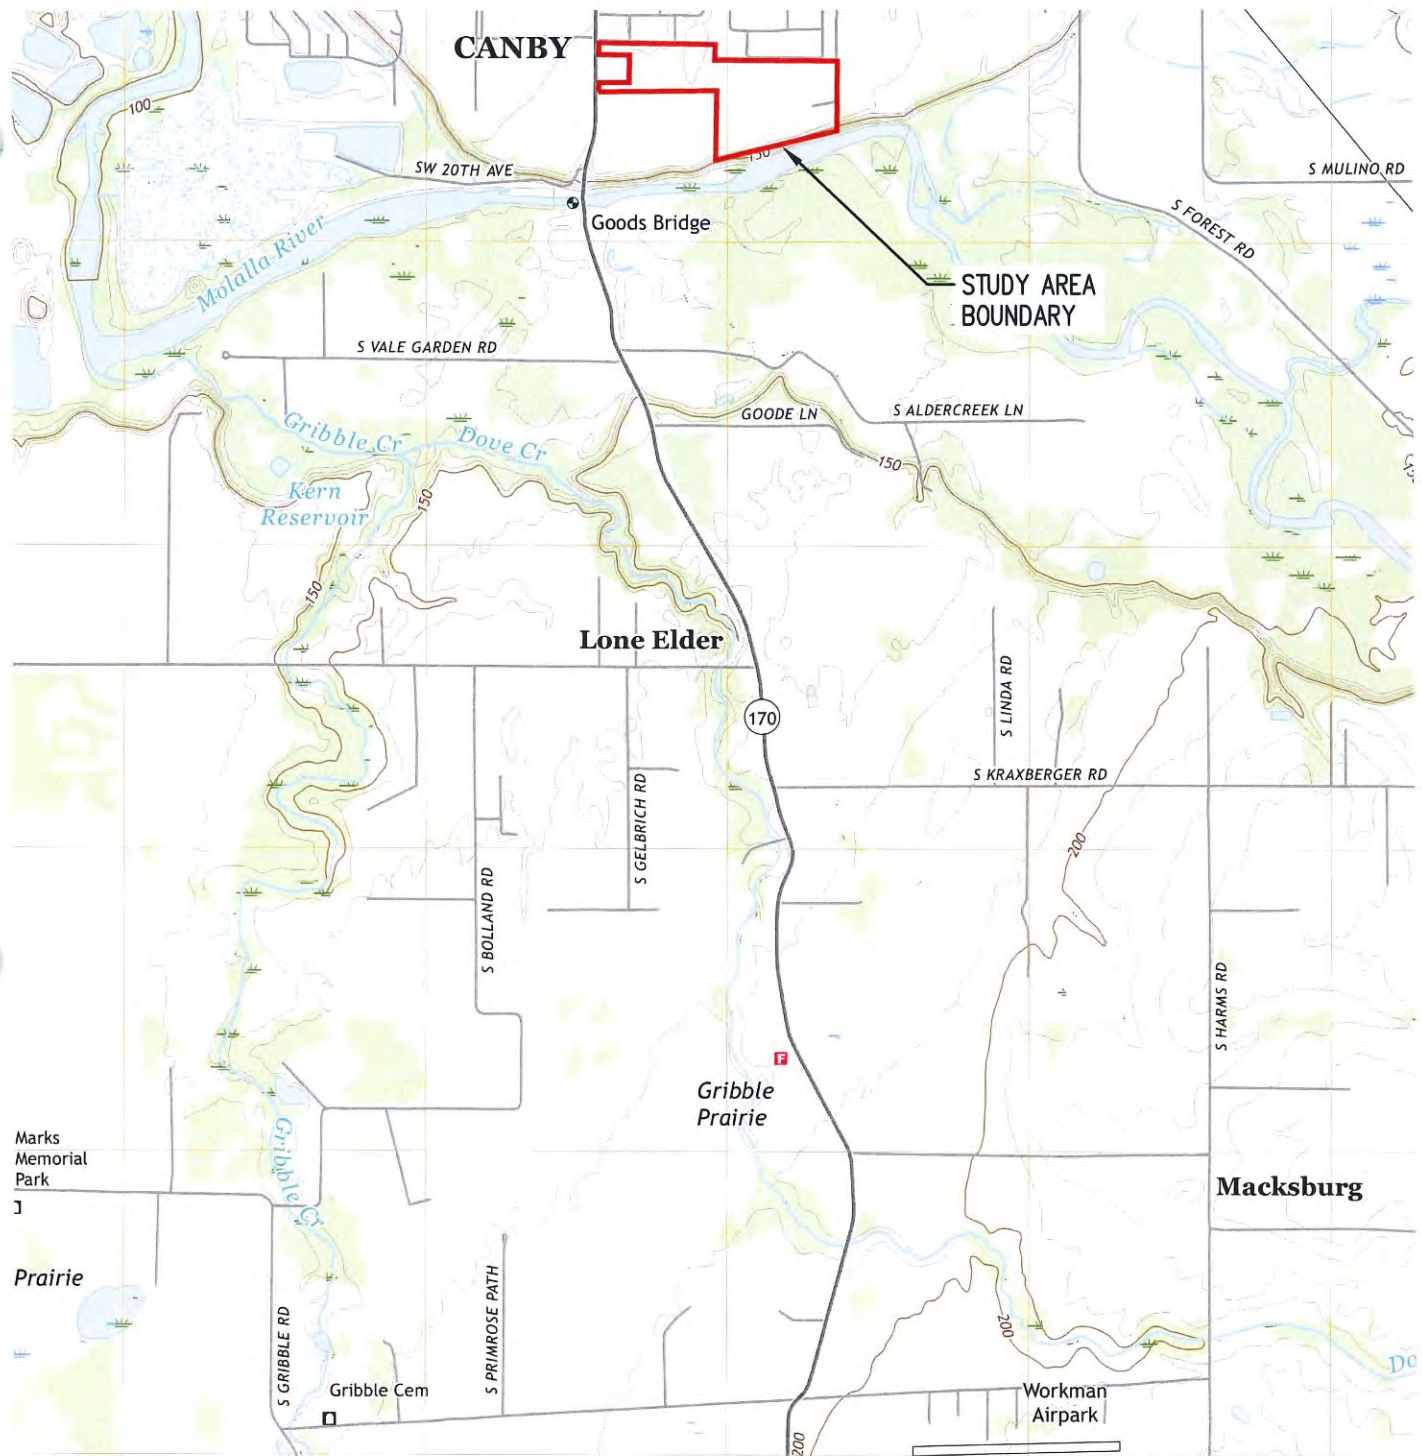 CANBY
100
150
SW 20TH AVE
S MULINO RD
Goods Bridge
S FOREST RD
Molalla River
STUDY AREA
BOUNDARY
S VALE GARDEN RD
GOODE LN
S ALDERCREEK LN
Gribble Cr
Dove Cr
150
Kern
Reservoir
150
150
Lone Elder
S LINDA RD
170
S KRAXBERGER RD
S GELBRICH RD
200
S BOLLAND RD
S HARMS RD
F
Gribble
Prairie
Marks
Memorial
Park
Gribble Cr
Macksburg
Prairie
S GRIBBLE RD
S PRIMROSE PATH
200
Do
Gribble Cem
Workman
Airpark
200